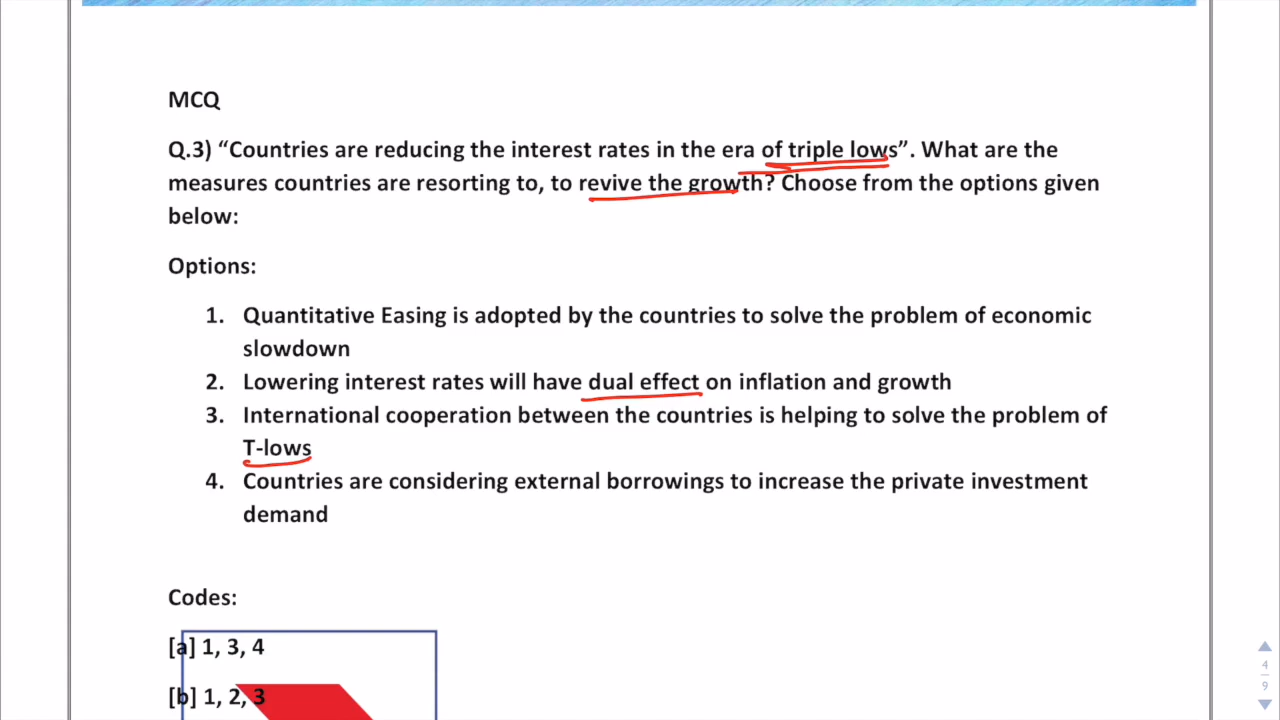 MCQ
Q.3) “Countries are reducing the interest rates in the era of triple lows”. What are the
measures countries are resorting to, to revive the growth? Choose from the options given
below:
Options:
1. Quantitative Easing is adopted by the countries to solve the problem of economic
slowdown
2. Lowering interest rates will have dual effect on inflation and growth
3. International cooperation between the countries is helping to solve the problem of
T-lows
4. Countries are considering external borrowings to increase the private investment
demand
Codes:
[a] 1, 3, 4
[b] 1, 2, 3
4
9